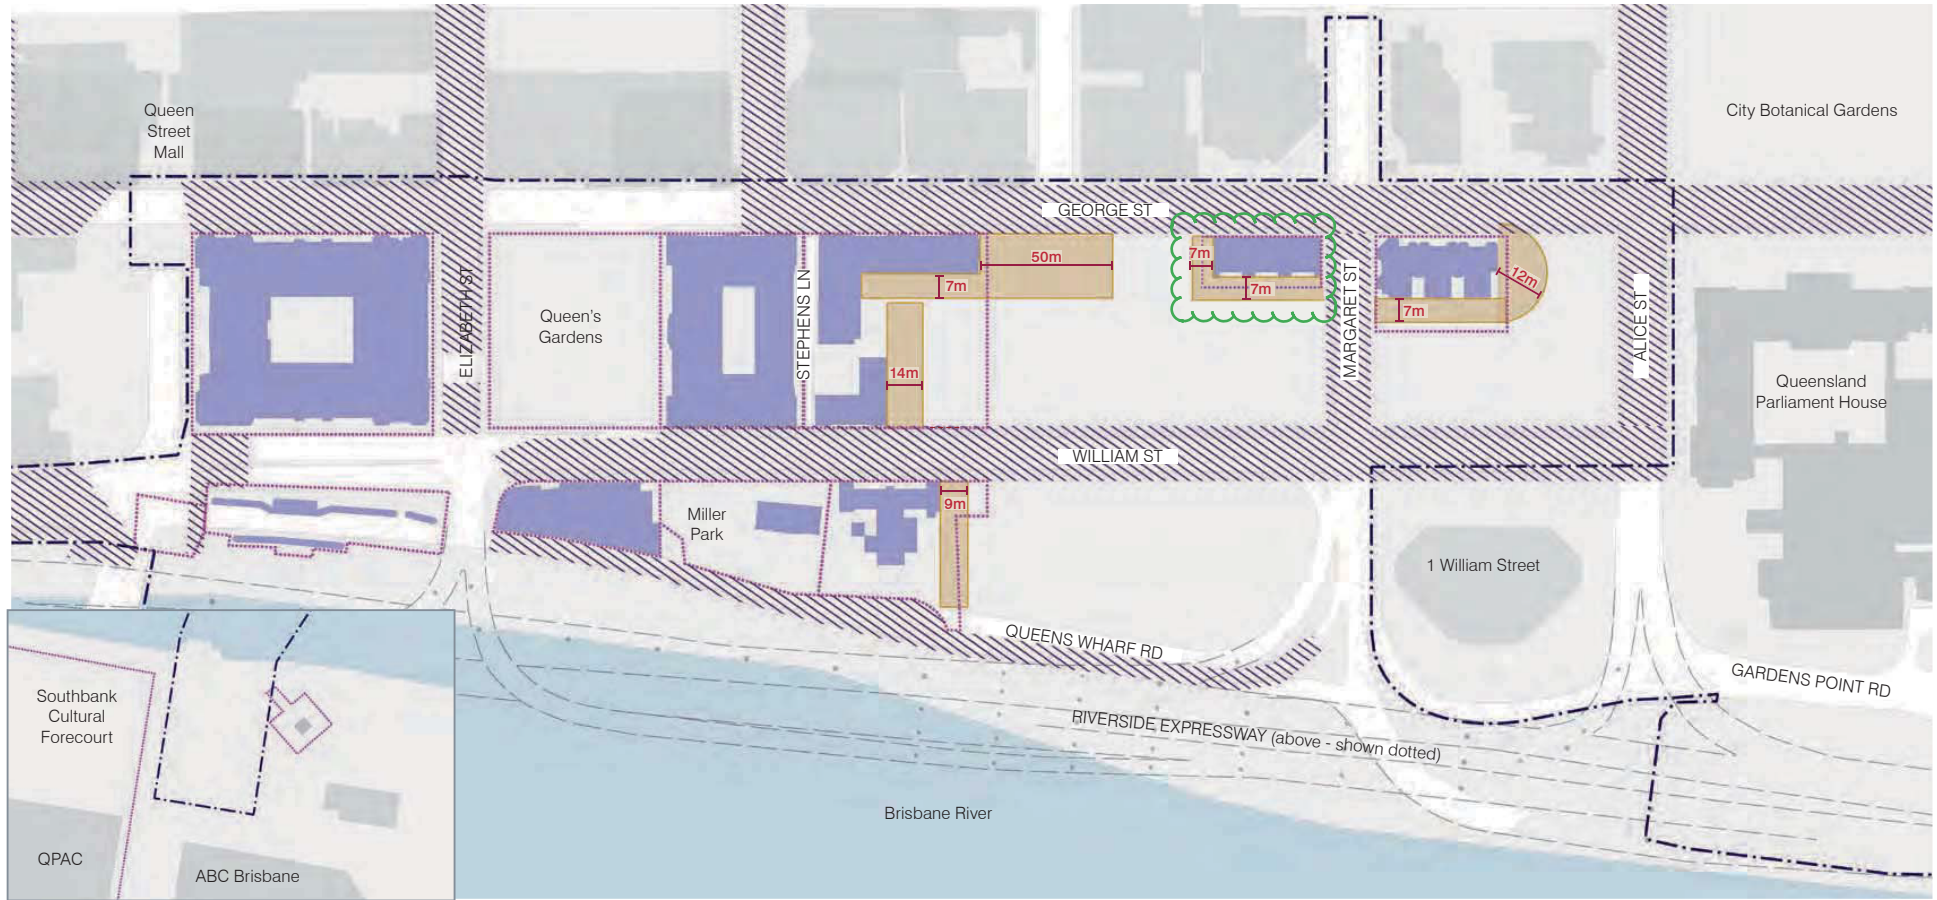 Queen
Street
Mall
City Botanical Gardens
GEORGE ST
50m
7m
7m
7m
12m
7m
14m
ELIZABETH ST
Queen's
Gardens
STEPHENS LN
MARGARET ST
ALICE ST
Queensland
Parliament House
WILLIAM ST
9m
Miller
Park
1 William Street
QUEENS WHARF RD
GARDENS POINT RD
RIVERSIDE EXPRESSWAY (above - shown dotted)
Brisbane River
Southbank
Cultural
Forecourt
QPAC
ABC Brisbane